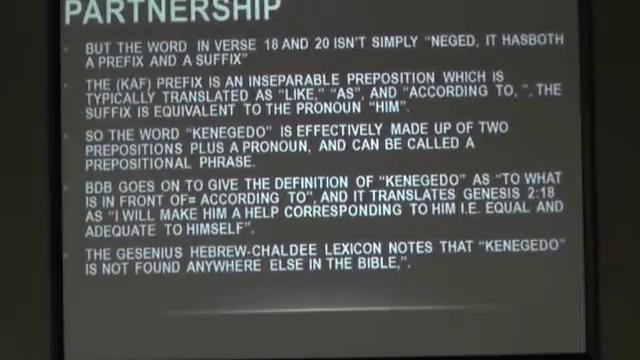 PARTNERSHIP
BUT THE WORD IN VERSE 18 AND 20 ISN'T SIMPLY "NEGED, IT HASBOTH
A PREFIX AND A SUFFIX"
THE (KAF) PREFIX IS AN INSEPARABLE PREPOSITION WHICH IS
TYPICALLY TRANSLATED AS "LIKE," "AS", AND "ACCORDING TO, ", THE
SUFFIX IS EQUIVALENT TO THE PRONOUN "HIM".
SO THE WORD "KENEGEDO" IS EFFECTIVELY MADE UP OF TWO
PREPOSITIONS PLUS A PRONOUN, AND CAN BE CALLED A
PREPOSITIONAL PHRASE.
BDB GOES ON TO GIVE THE DEFINITION OF "KENEGEDO" AS "TO WHAT
IS IN FRONT OF= ACCORDING TO", AND IT TRANSLATES GENESIS 2:18
AS "I WILL MAKE HIM A HELP CORRESPONDING TO HIM I.E. EQUAL AND
ADEQUATE TO HIMSELF".
THE GESENIUS HEBREW-CHALDEE LEXICON NOTES THAT "KENEGEDO"
IS NOT FOUND ANYWHERE ELSE IN THE BIBLE,".